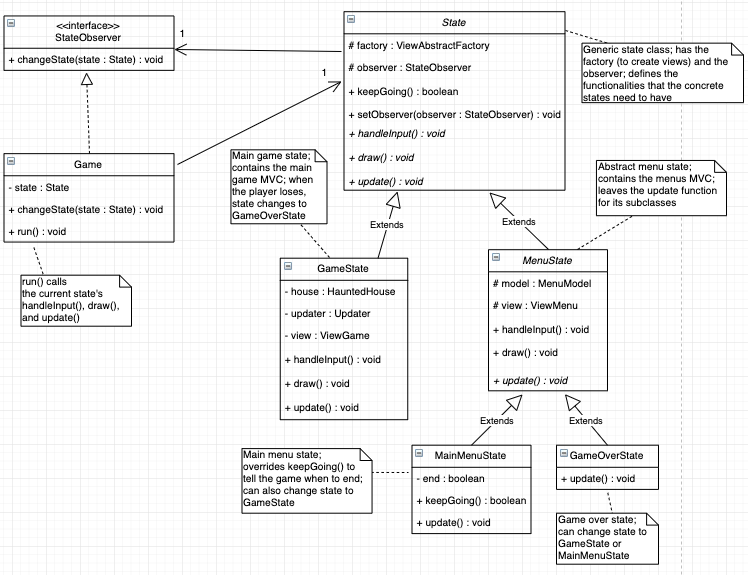 <<interface>>
StateObserver
+ changeState(state : State) : void
1
State
# factory : ViewAbstractFactory
# observer : StateObserver
+ keepGoing() : boolean
+ setObserver(observer : StateObserver) : void
+ handleInput() : void
+ draw() : void
+ update() : void
Generic state class; has the
factory (to create views) and the
observer; defines the
functionalities that the concrete
states need to have
1
Game
- state : State
+ changeState(state : State) : void
+ run() : void
run() calls
the current state's
handleInput(), draw(),
and update()
Main game state;
contains the main
game MVC; when
the player loses,
state changes to
GameOverState
Abstract menu state;
contains the menus MVC;
leaves the update function
for its subclasses
Extends
Extends
GameState
- house : HauntedHouse
- updater : Updater
- view : ViewGame
+ handleInput() : void
+ draw() : void
+ update() : void
MenuState
# model : MenuModel
# view : ViewMenu
+ handleInput() : void
+ draw() : void
+ update() : void
Extends
Extends
Main menu state;
overrides keepGoing() to
tell the game when to end;
can also change state to
GameState
MainMenuState
- end : boolean
+ keepGoing() : boolean
+ update() : void
GameOverState
+ update() : void
Game over state;
can change state to
GameState or
MainMenuState